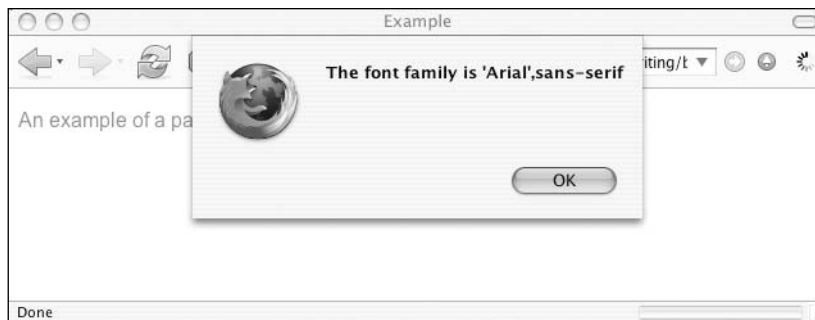 Example
The font family is 'Arial',sans-serif
iting/t
An example of a pa
OK
Done